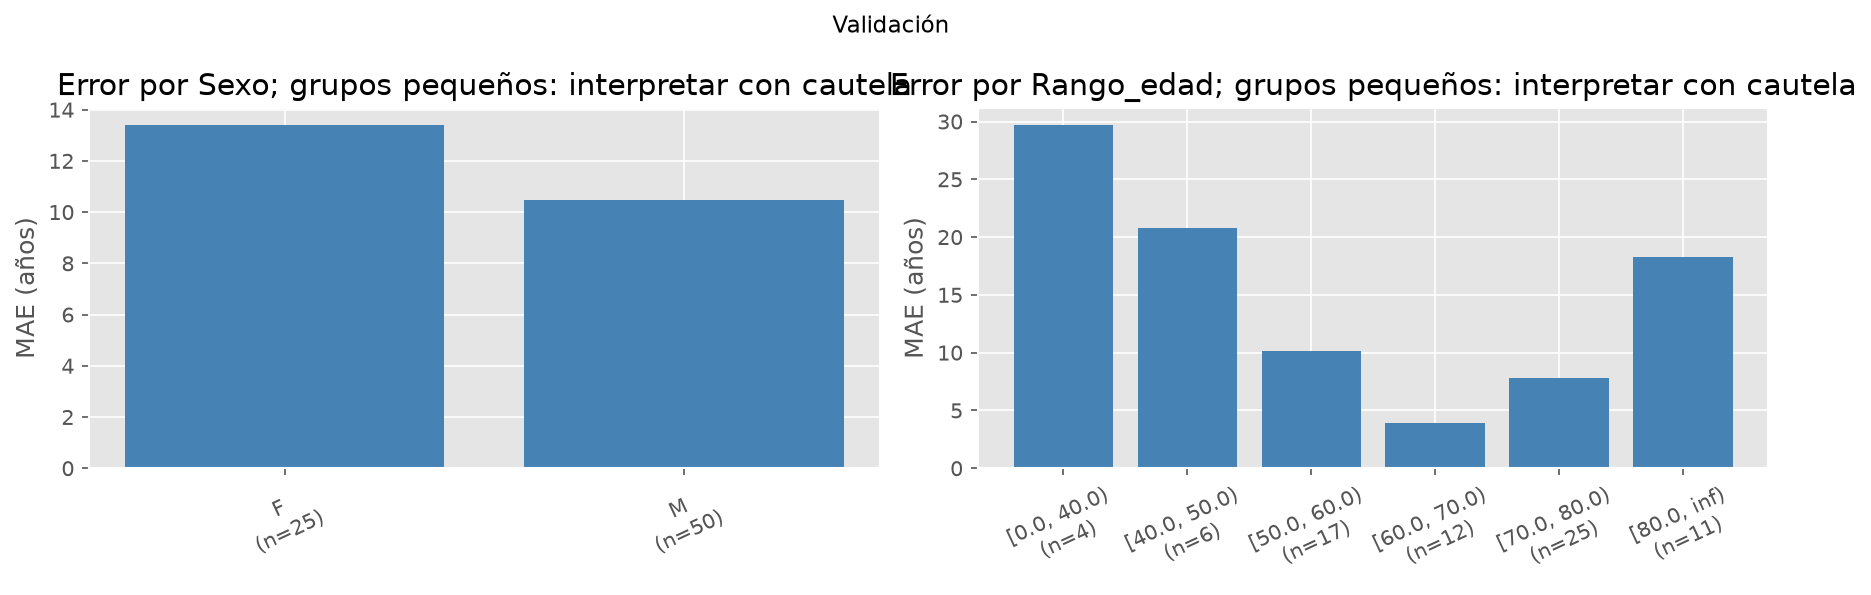 Validación
Error por Sexo; grupos pequeños: interpretar con cautela
Error por Rango_edad; grupos pequeños: interpretar con cautela
MAE (años)
14
12
10
8
6
4
2
0
F
(n=25)
M
(n=50)
MAE (años)
30
25
20
15
10
5
0
[0.0, 40.0)
(n=4)
[40.0, 50.0)
(n=6)
[50.0, 60.0)
(n=17)
[60.0, 70.0)
(n=12)
[70.0, 80.0)
(n=25)
[80.0, inf)
(n=11)